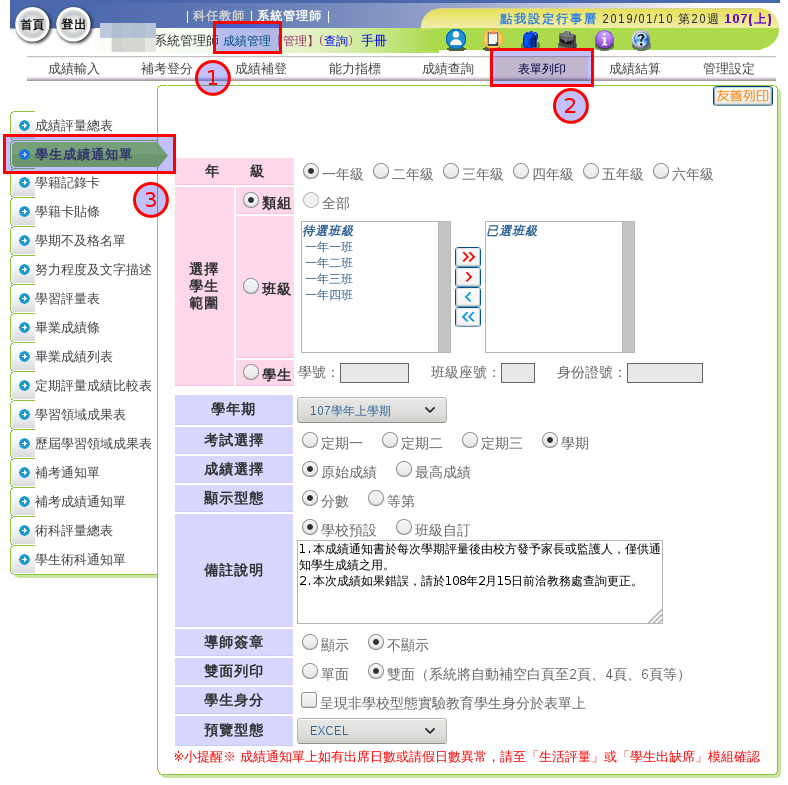 首頁 登出 | 科任教師 | 系統管理師 | 點我設定行事曆 2019/01/10 第20週 107(上)
系統管理師 成績管理 【管理】(查詢) 手冊
成績輸入 補考登分 成績補登 能力指標 成績查詢 表單列印 成績結算 管理設定
1 2
友善列印
成績評量總表
學生成績通知單
3
學籍記錄卡
學籍卡貼條
學期不及格名單
努力程度及文字描述
學習評量表
畢業成績條
畢業成績列表
定期評量成績比較表
學習領域成果表
歷屆學習領域成果表
補考通知單
補考成績通知單
術科評量總表
學生術科通知單
年 級 一年級 二年級 三年級 四年級 五年級 六年級
選擇
學生
範圍
類組 全部
班級
待選班級
一年一班
一年二班
一年三班
一年四班
已選班級
學生 學號： 班級座號： 身份證號：
學年期 107學年上學期
考試選擇 定期一 定期二 定期三 學期
成績選擇 原始成績 最高成績
顯示型態 分數 等第
備註說明 學校預設 班級自訂
1.本成績通知書於每次學期評量後由校方發予家長或監護人，僅供通
知學生成績之用。
2.本次成績如果錯誤，請於108年2月15日前洽教務處查詢更正。
導師簽章 顯示 不顯示
雙面列印 單面 雙面（系統將自動補空白頁至2頁、4頁、6頁等）
學生身分 呈現非學校型態實驗教育學生身分於表單上
預覽型態 EXCEL
※小提醒※ 成績通知單上如有出席日數或請假日數異常，請至「生活評量」或「學生出缺席」模組確認